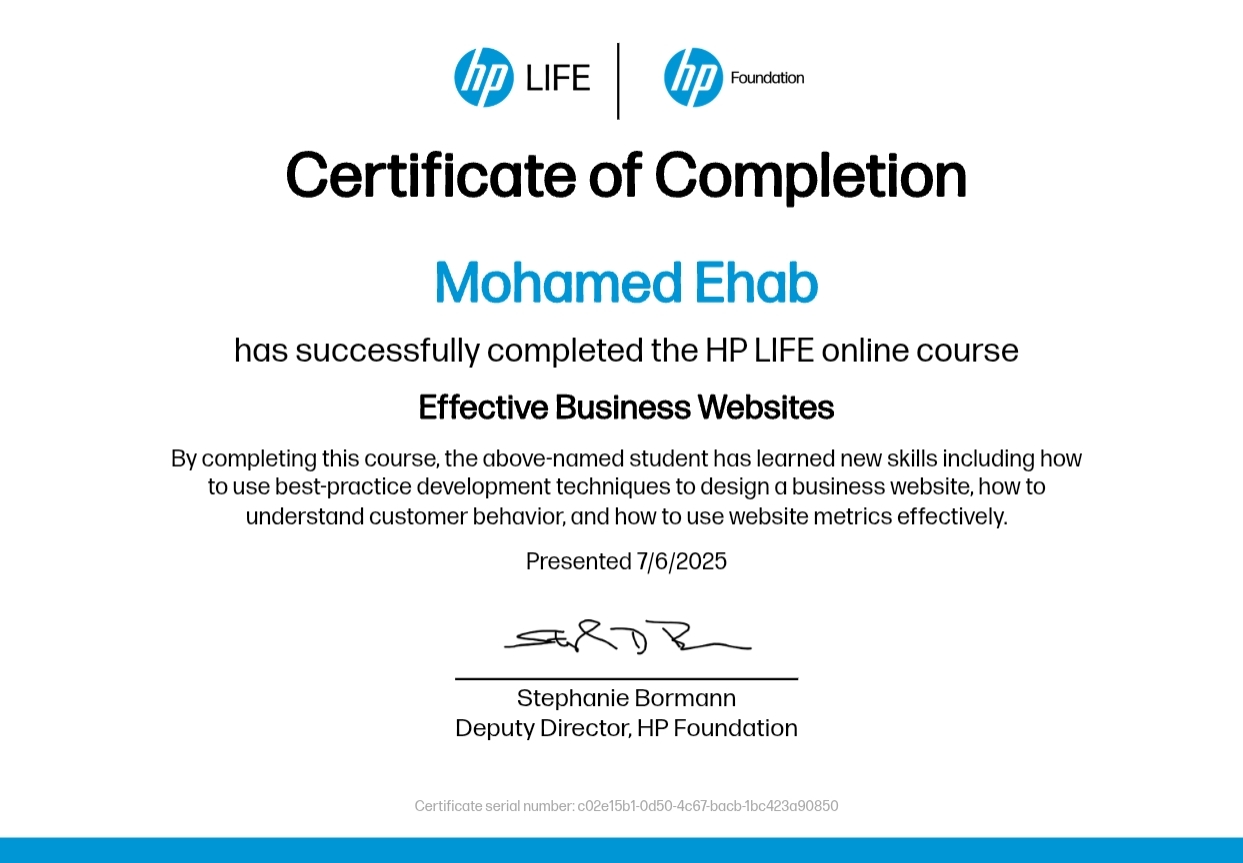 hp LIFE | hp Foundation
Certificate of Completion
Mohamed Ehab
has successfully completed the HP LIFE online course
Effective Business Websites
By completing this course, the above-named student has learned new skills including how
to use best-practice development techniques to design a business website, how to
understand customer behavior, and how to use website metrics effectively.
Presented 7/6/2025
Stephanie Bormann
Deputy Director, HP Foundation
Certificate serial number: c02e15b1-0d50-4c67-bacb-1bc423a90850